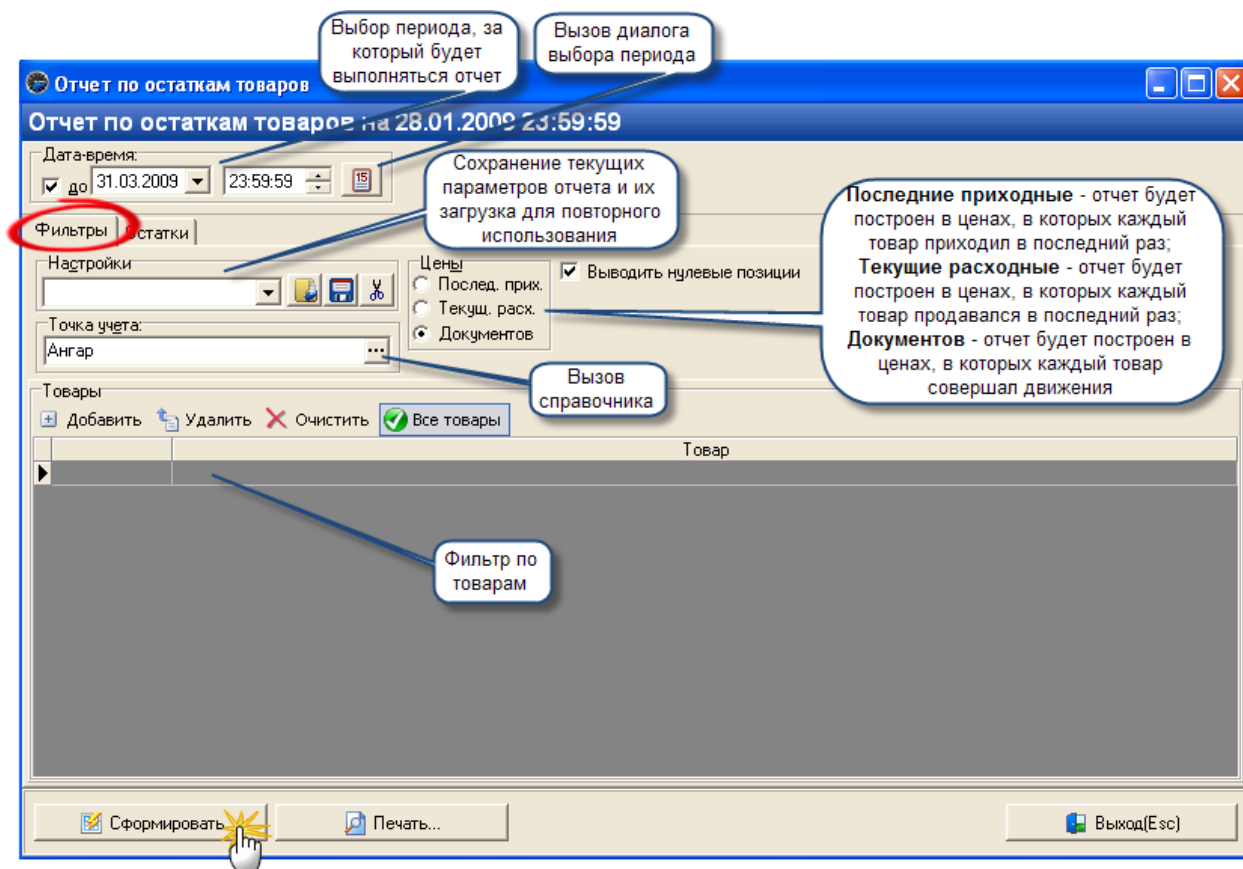 Выбор периода, за
который будет
выполняться отчет
Вызов диалога
выбора периода
Отчет по остаткам товаров
Отчет по остаткам товаров на 28.01.2009 23:59:59
Дата-время:
до 31.03.2009 23:59:59 15
Сохранение текущих
параметров отчета и их
загрузка для повторного
использования
Последние приходные - отчет будет
построен в ценах, в которых каждый
товар приходил в последний раз;
Текущие расходные - отчет будет
построен в ценах, в которых каждый
товар продавался в последний раз;
Документов - отчет будет построен в
ценах, в которых каждый товар
совершал движения
Фильтры Остатки
Настройки
Цены
Послед. прих.
Текущ. расх.
Документов
Выводить нулевые позиции
Точка учета:
Ангар ...
Вызов
справочника
Товары
Добавить Удалить Очистить Все товары
Товар
Фильтр по
товарам
Сформировать Печать... Выход(Esc)